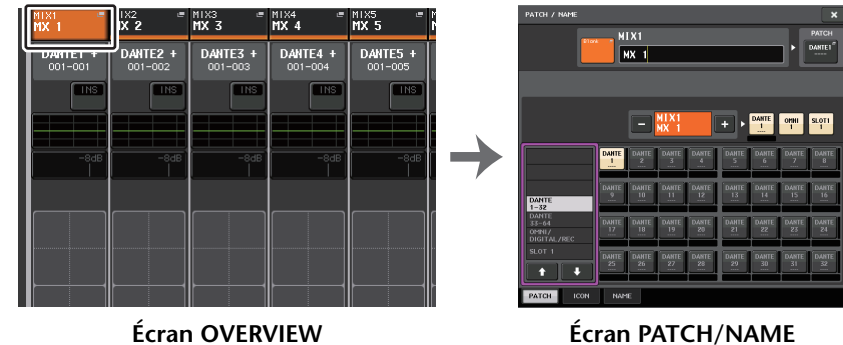 MIX1 IX2 MIX3 MIX4 MIX5
MX 1 X 2 MX 3 MX 4 MX 5
DANTE1 + DANTE2 + DANTE3 + DANTE4 + DANTE5 +
001-001 001-002 001-003 001-004 001-005
INS INS INS INS INS
-8dB -8dB -8dB -8dB -8dB
Écran OVERVIEW
PATCH / NAME
MIX1
MX 1
PATCH
DANTE1
MIX1
MX 1
DANTE 1 OMNI 1 SLOT1 1
DANTE 1-32
DANTE 33-64
OMNI/
DIGITAL/REC
SLOT 1
DANTE 1 DANTE 2 DANTE 3 DANTE 4 DANTE 5 DANTE 6 DANTE 7 DANTE 8
DANTE 9 DANTE 10 DANTE 11 DANTE 12 DANTE 13 DANTE 14 DANTE 15 DANTE 16
DANTE 17 DANTE 18 DANTE 19 DANTE 20 DANTE 21 DANTE 22 DANTE 23 DANTE 24
DANTE 25 DANTE 26 DANTE 27 DANTE 28 DANTE 29 DANTE 30 DANTE 31 DANTE 32
PATCH ICON NAME
Écran PATCH/NAME